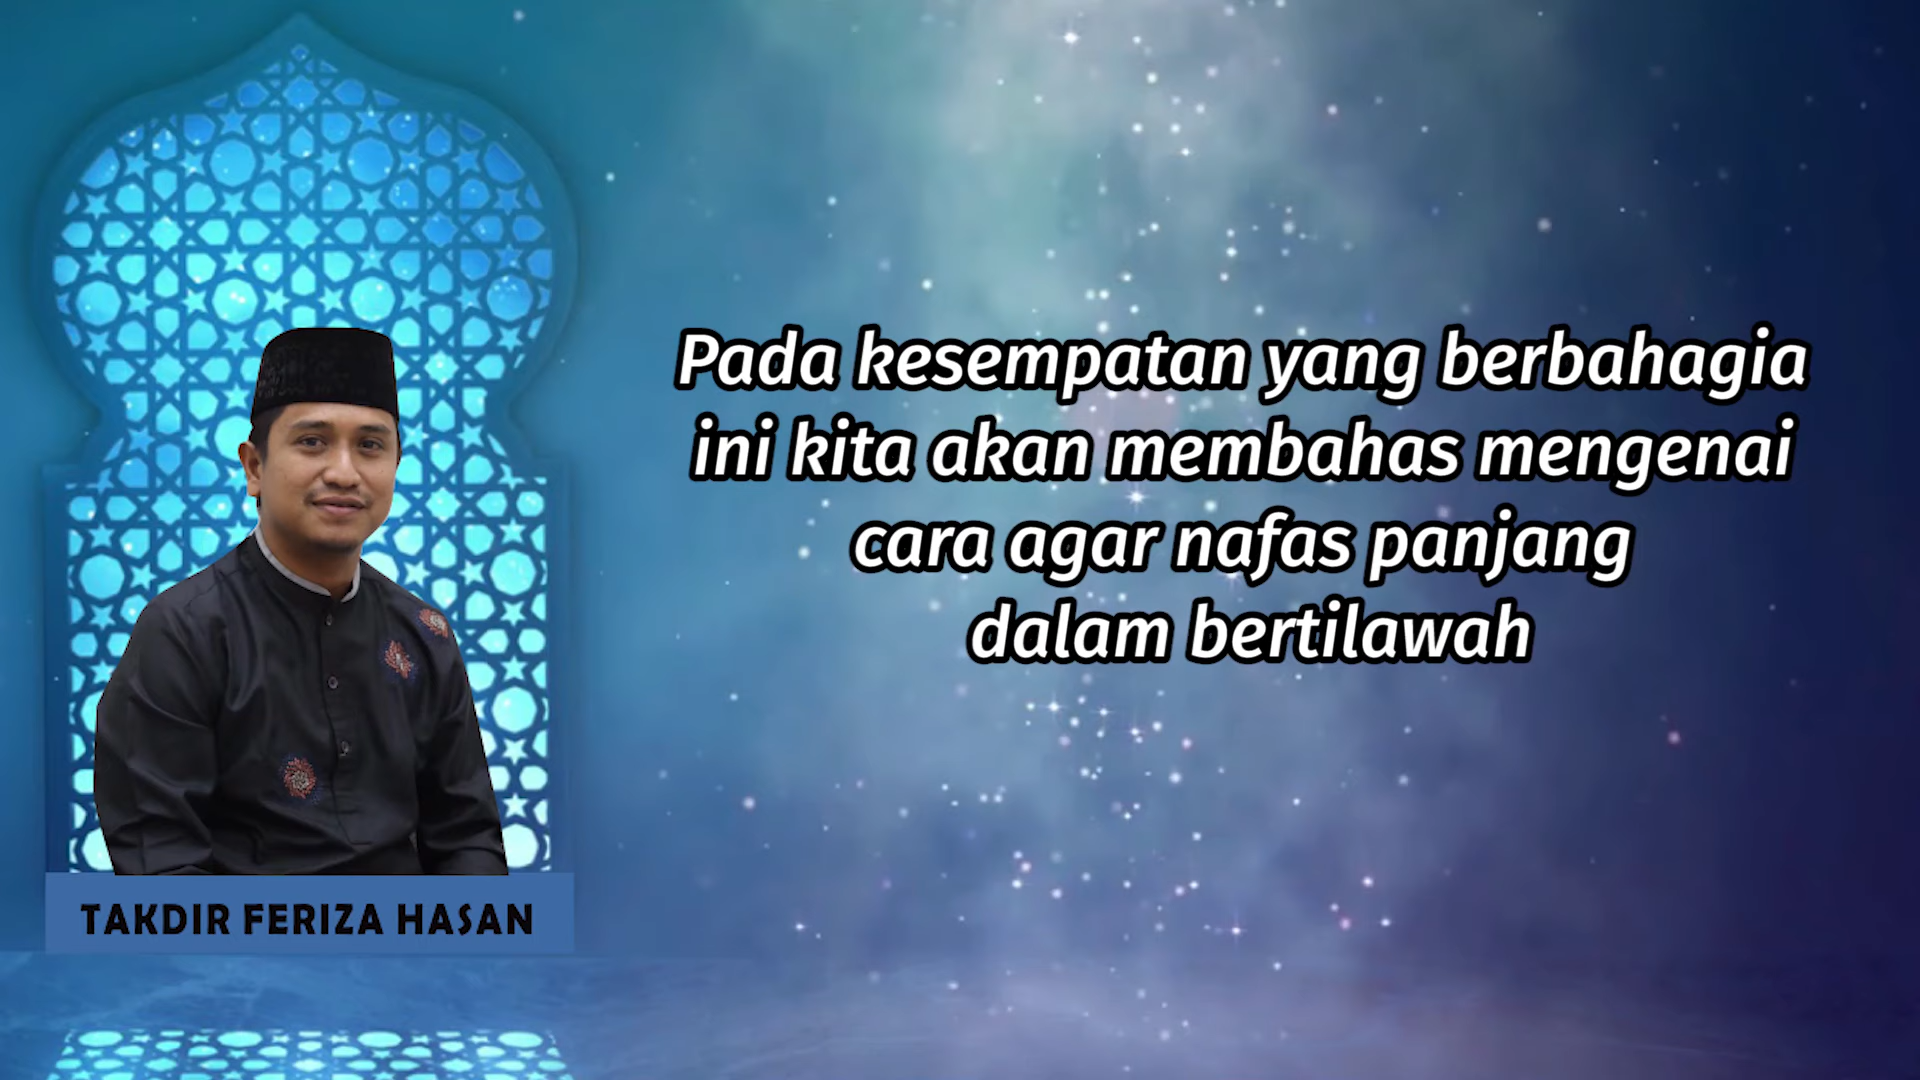 Pada kesempatan yang berbahagia
ini kita akan membahas mengenai
cara agar nafas panjang
dalam bertilawah
TAKDIR FERIZA HASAN